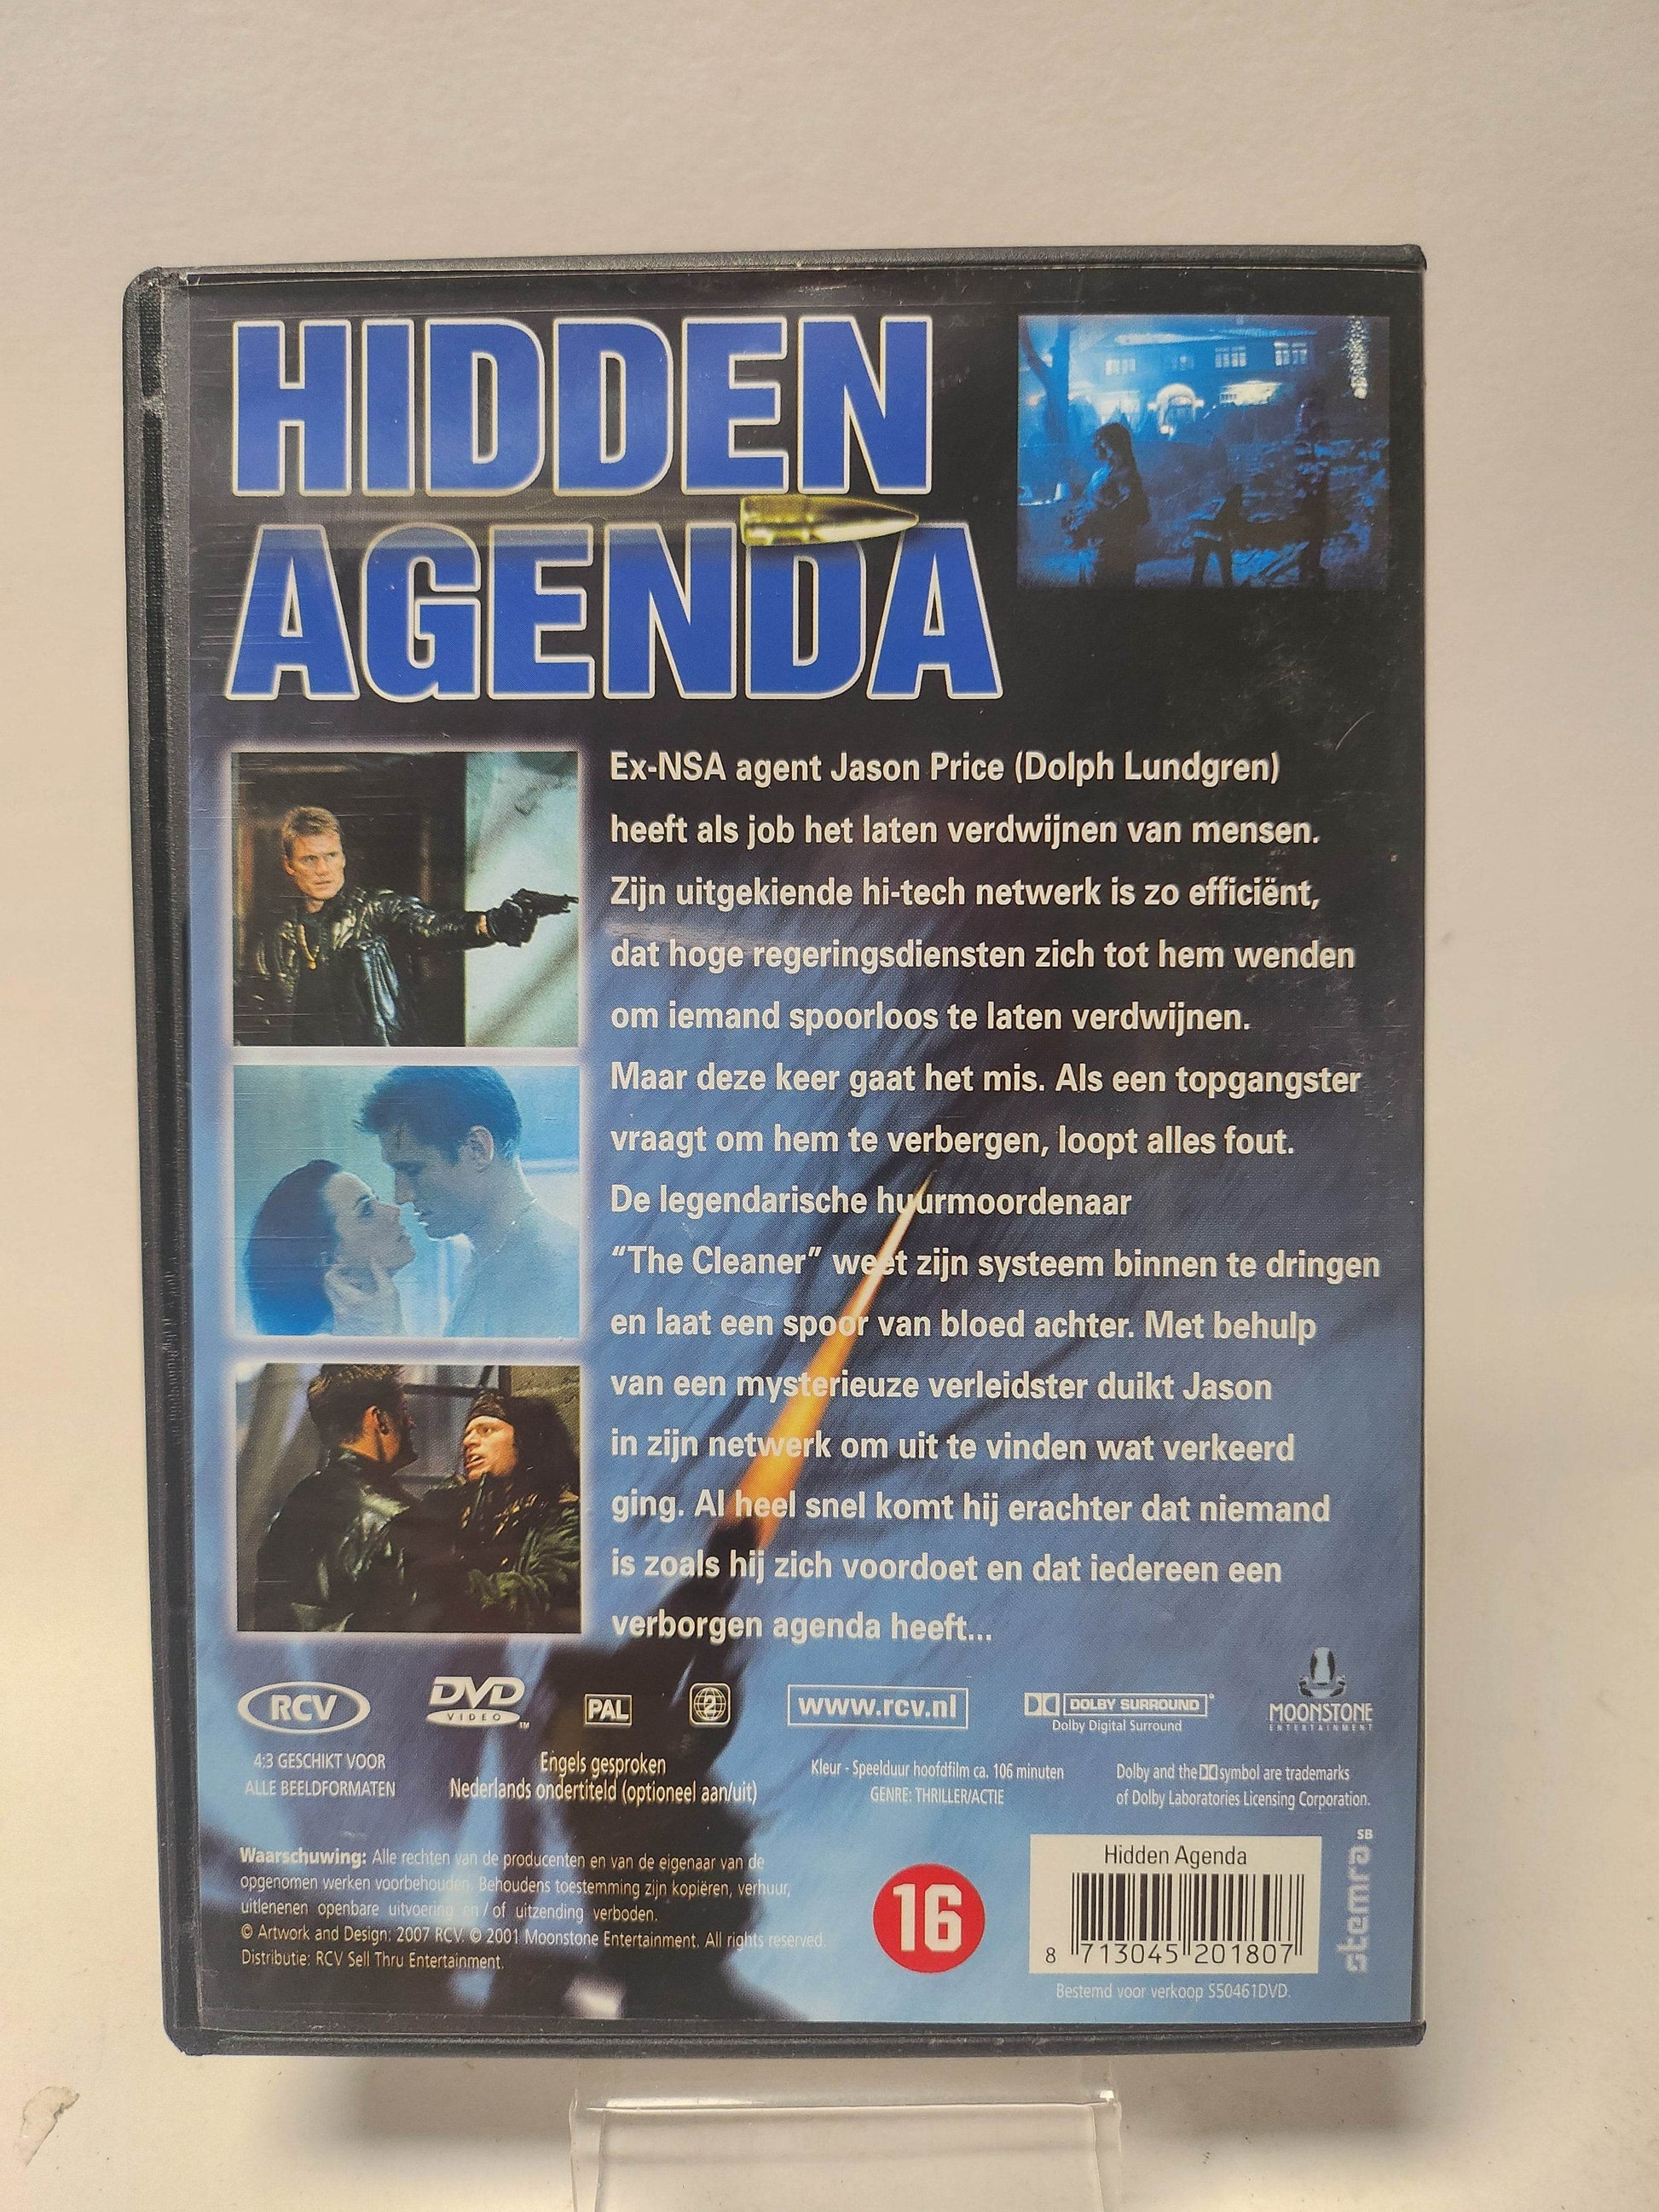 HIDDEN
AGENDA
Ex-NSA agent Jason Price (Dolph Lundgren)
heeft als job het laten verdwijnen van mensen.
Zijn uitgekiende hi-tech netwerk is zo efficiënt,
dat hoge regeringsdiensten zich tot hem wenden
om iemand spoorloos te laten verdwijnen.
Maar deze keer gaat het mis. Als een topgangster
vraagt om hem te verbergen, loopt alles fout.
De legendarische huurmoordenaar
“The Cleaner” weet zijn systeem binnen te dringen
en laat een spoor van bloed achter. Met behulp
van een mysterieuze verleidster duikt Jason
in zijn netwerk om uit te vinden wat verkeerd
ging. Al heel snel komt hij erachter dat niemand
is zoals hij zich voordoet en dat iedereen een
verborgen agenda heeft...
RCV
DVD
VIDEO
TM
PAL
2
www.rcv.nl
DOLBY SURROUND
Dolby Digital Surround
MOONSTONE
ENTERTAINMENT
4:3 GESCHIKT VOOR
ALLE BEELDFORMATEN
Engels gesproken
Nederlands ondertiteld (optioneel aan/uit)
Kleur - Speelduur hoofdfilm ca. 106 minuten
GENRE: THRILLER/ACTIE
Dolby and the symbol are trademarks
of Dolby Laboratories Licensing Corporation.
Waarschuwing: Alle rechten van de producenten en van de eigenaar van de
opgenomen werken voorbehouden. Behoudens toestemming zijn kopiëren, verhuur,
uitlenenen openbare uitvoering en / of uitzending verboden.
© Artwork and Design: 2007 RCV. © 2001 Moonstone Entertainment. All rights reserved.
Distributie: RCV Sell Thru Entertainment.
16
Hidden Agenda
8 713045 201807
Bestemd voor verkoop S50461DVD.
SB
stemra